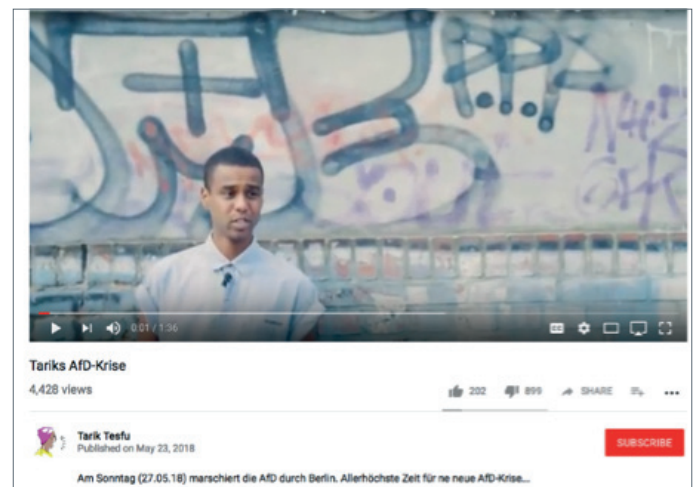 0:01 / 1:36
Tariks AfD-Krise
4,428 views
202 899 SHARE
Tarik Tesfu
Published on May 23, 2018
SUBSCRIBE
Am Sonntag (27.05.18) marschiert die AfD durch Berlin. Allerhöchste Zeit für ne neue AfD-Krise...